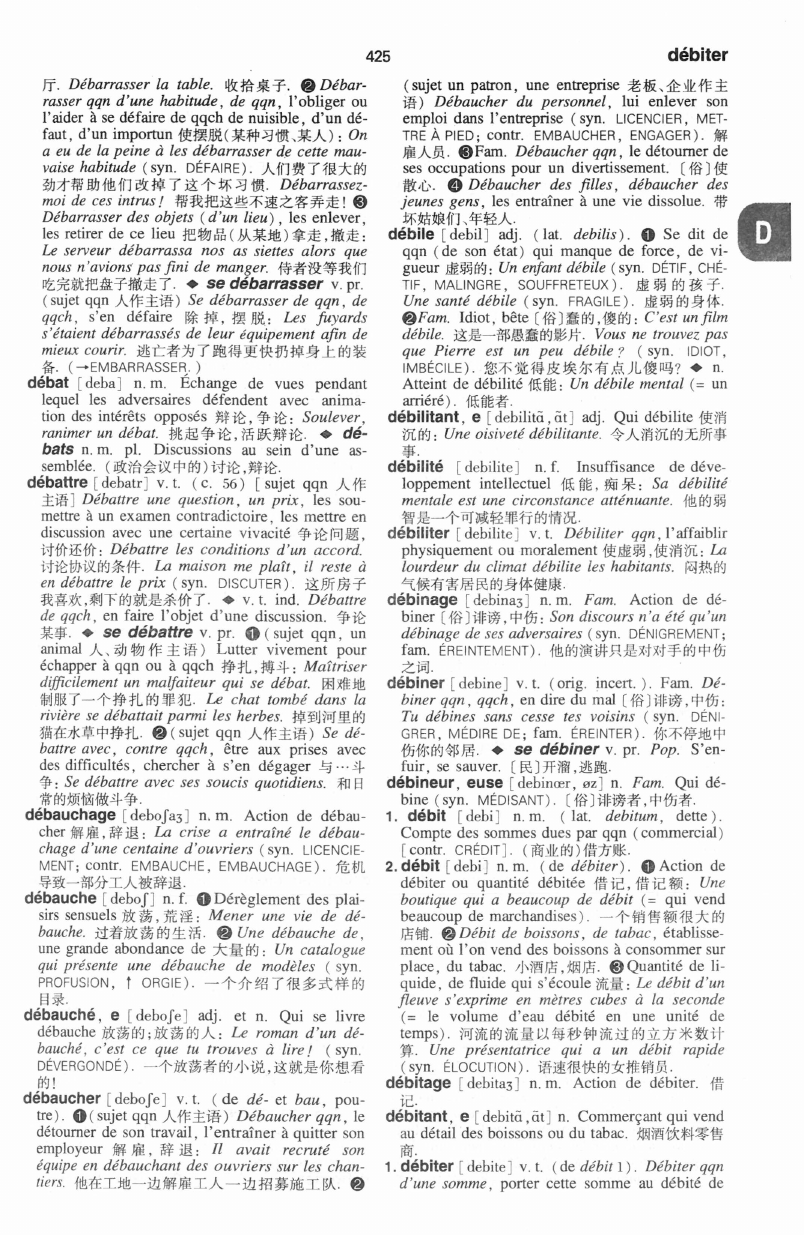 425
débiter
厅. Débarrasser la table. 收拾桌子. ❷ Débar-
rasser qqn d'une habitude, de qqn, l'obliger ou
l'aider à se défaire de qqch de nuisible, d'un dé-
faut, d'un importun 使摆脱(某种习惯、某人): On
a eu de la peine à les débarrasser de cette mau-
vaise habitude (syn. DÉFAIRE). 人们费了很大的
劲才帮助他们改掉了这个坏习惯. Débarrassez-
moi de ces intrus! 帮我把这些不速之客弄走! ❸
Débarrasser des objets (d'un lieu), les enlever,
les retirer de ce lieu 把物品(从某地)拿走,撤走:
Le serveur débarrassa nos as siettes alors que
nous n'avions pas fini de manger. 侍者没等我们
吃完就把盘子撤走了. ◆ se débarrasser v. pr.
(sujet qqn 人作主语) Se débarrasser de qqn, de
qqch, s'en défaire 除掉,摆脱: Les fuyards
s'étaient débarrassés de leur équipement afin de
mieux courir. 逃亡者为了跑得更快扔掉身上的装
备. (→EMBARRASSER.)
débat [deba] n. m. Échange de vues pendant
lequel les adversaires défendent avec anima-
tion des intérêts opposés 辩论,争论: Soulever,
ranimer un débat. 挑起争论,活跃辩论. ◆ dé-
bats n. m. pl. Discussions au sein d'une as-
semblée. (政治会议中的)讨论,辩论.
débattre [debatr] v. t. (c. 56) [sujet qqn 人作
主语] Débattre une question, un prix, les sou-
mettre à un examen contradictoire, les mettre en
discussion avec une certaine vivacité 争论问题,
讨价还价: Débattre les conditions d'un accord.
讨论协议的条件. La maison me plaît, il reste à
en débattre le prix (syn. DISCUTER). 这所房子
我喜欢,剩下的就是杀价了. ◆ v. t. ind. Débattre
de qqch, en faire l'objet d'une discussion. 争论
某事. ◆ se débattre v. pr. ❶ (sujet qqn, un
animal 人、动物作主语) Lutter vivement pour
échapper à qqn ou à qqch 挣扎,搏斗: Maîtriser
difficilement un malfaiteur qui se débat. 困难地
制服了一个挣扎的罪犯. Le chat tombé dans la
rivière se débattait parmi les herbes. 掉到河里的
猫在水草中挣扎. ❷ (sujet qqn 人作主语) Se dé-
battre avec, contre qqch, être aux prises avec
des difficultés, chercher à s'en dégager 与…斗
争: Se débattre avec ses soucis quotidiens. 和日
常的烦恼做斗争.
débauchage [deboʃaʒ] n. m. Action de débau-
cher 解雇,辞退: La crise a entraîné le débau-
chage d'une centaine d'ouvriers (syn. LICENCIE-
MENT; contr. EMBAUCHE, EMBAUCHAGE). 危机
导致一部分工人被辞退.
débauche [deboʃ] n. f. ❶ Dérèglement des plai-
sirs sensuels 放荡,荒淫: Mener une vie de dé-
bauche. 过着放荡的生活. ❷ Une débauche de,
une grande abondance de 大量的: Un catalogue
qui présente une débauche de modèles (syn.
PROFUSION, ↑ ORGIE). 一个介绍了很多式样的
目录.
débauché, e [deboʃe] adj. et n. Qui se livre
débauche 放荡的;放荡的人: Le roman d'un dé-
bauché, c'est ce que tu trouves à lire! (syn.
DÉVERGONDÉ). 一个放荡者的小说,这就是你想看
的!
débaucher [deboʃe] v. t. (de dé- et bau, pou-
tre). ❶ (sujet qqn 人作主语) Débaucher qqn, le
détourner de son travail, l'entraîner à quitter son
employeur 解雇,辞退: Il avait recruté son
équipe en débauchant des ouvriers sur les chan-
tiers. 他在工地一边解雇工人一边招募施工队. ❷
(sujet un patron, une entreprise 老板、企业作主
语) Débaucher du personnel, lui enlever son
emploi dans l'entreprise (syn. LICENCIER, MET-
TRE À PIED; contr. EMBAUCHER, ENGAGER). 解
雇人员. ❸ Fam. Débaucher qqn, le détourner de
ses occupations pour un divertissement. [俗]使
散心. ❹ Débaucher des filles, débaucher des
jeunes gens, les entraîner à une vie dissolue. 带
坏姑娘们、年轻人.
débile [debil] adj. (lat. debilis). ❶ Se dit de
qqn (de son état) qui manque de force, de vi-
gueur 虚弱的: Un enfant débile (syn. DÉTIF, CHÉ-
TIF, MALINGRE, SOUFFRETEUX). 虚弱的孩子.
Une santé débile (syn. FRAGILE). 虚弱的身体.
❷ Fam. Idiot, bête [俗]蠢的,傻的: C'est un film
débile. 这是一部愚蠢的影片. Vous ne trouvez pas
que Pierre est un peu débile? (syn. IDIOT,
IMBÉCILE). 您不觉得皮埃尔有点儿傻吗? ◆ n.
Atteint de débilité 低能: Un débile mental (= un
arriéré). 低能者.
débilitant, e [debilitɑ̃, ɑ̃t] adj. Qui débilite 使消
沉的: Une oisiveté débilitante. 令人消沉的无所事
事.
débilité [debilite] n. f. Insuffisance de déve-
loppement intellectuel 低能,痴呆: Sa débilité
mentale est une circonstance atténuante. 他的弱
智是一个可减轻罪行的情况.
débiliter [debilite] v. t. Débiliter qqn, l'affaiblir
physiquement ou moralement 使虚弱,使消沉: La
lourdeur du climat débilite les habitants. 闷热的
气候有害居民的身体健康.
débinage [debinaʒ] n. m. Fam. Action de dé-
biner [俗]诽谤,中伤: Son discours n'a été qu'un
débinage de ses adversaires (syn. DÉNIGREMENT;
fam. ÉREINTEMENT). 他的演讲只是对对手的中伤
之词.
débiner [debine] v. t. (orig. incert.). Fam. Dé-
biner qqn, qqch, en dire du mal [俗]诽谤,中伤:
Tu débines sans cesse tes voisins (syn. DÉNI-
GRER, MÉDIRE DE; fam. ÉREINTER). 你不停地中
伤你的邻居. ◆ se débiner v. pr. Pop. S'en-
fuir, se sauver. [民]开溜,逃跑.
débineur, euse [debinœr, øz] n. Fam. Qui dé-
bine (syn. MÉDISANT). [俗]诽谤者,中伤者.
1. débit [debi] n. m. (lat. debitum, dette).
Compte des sommes dues par qqn (commercial)
[contr. CRÉDIT]. (商业的)借方账.
2. débit [debi] n. m. (de débiter). ❶ Action de
débiter ou quantité débitée 借记,借记额: Une
boutique qui a beaucoup de débit (= qui vend
beaucoup de marchandises). 一个销售额很大的
店铺. ❷ Débit de boissons, de tabac, établisse-
ment où l'on vend des boissons à consommer sur
place, du tabac. 小酒店,烟店. ❸ Quantité de li-
quide, de fluide qui s'écoule 流量: Le débit d'un
fleuve s'exprime en mètres cubes à la seconde
(= le volume d'eau débité en une unité de
temps). 河流的流量以每秒钟流过的立方米数计
算. Une présentatrice qui a un débit rapide
(syn. ÉLOCUTION). 语速很快的女推销员.
débitage [debitaʒ] n. m. Action de débiter. 借
记.
débitant, e [debitɑ̃, ɑ̃t] n. Commerçant qui vend
au détail des boissons ou du tabac. 烟酒饮料零售
商.
1. débiter [debite] v. t. (de débit 1). Débiter qqn
d'une somme, porter cette somme au débité de
D